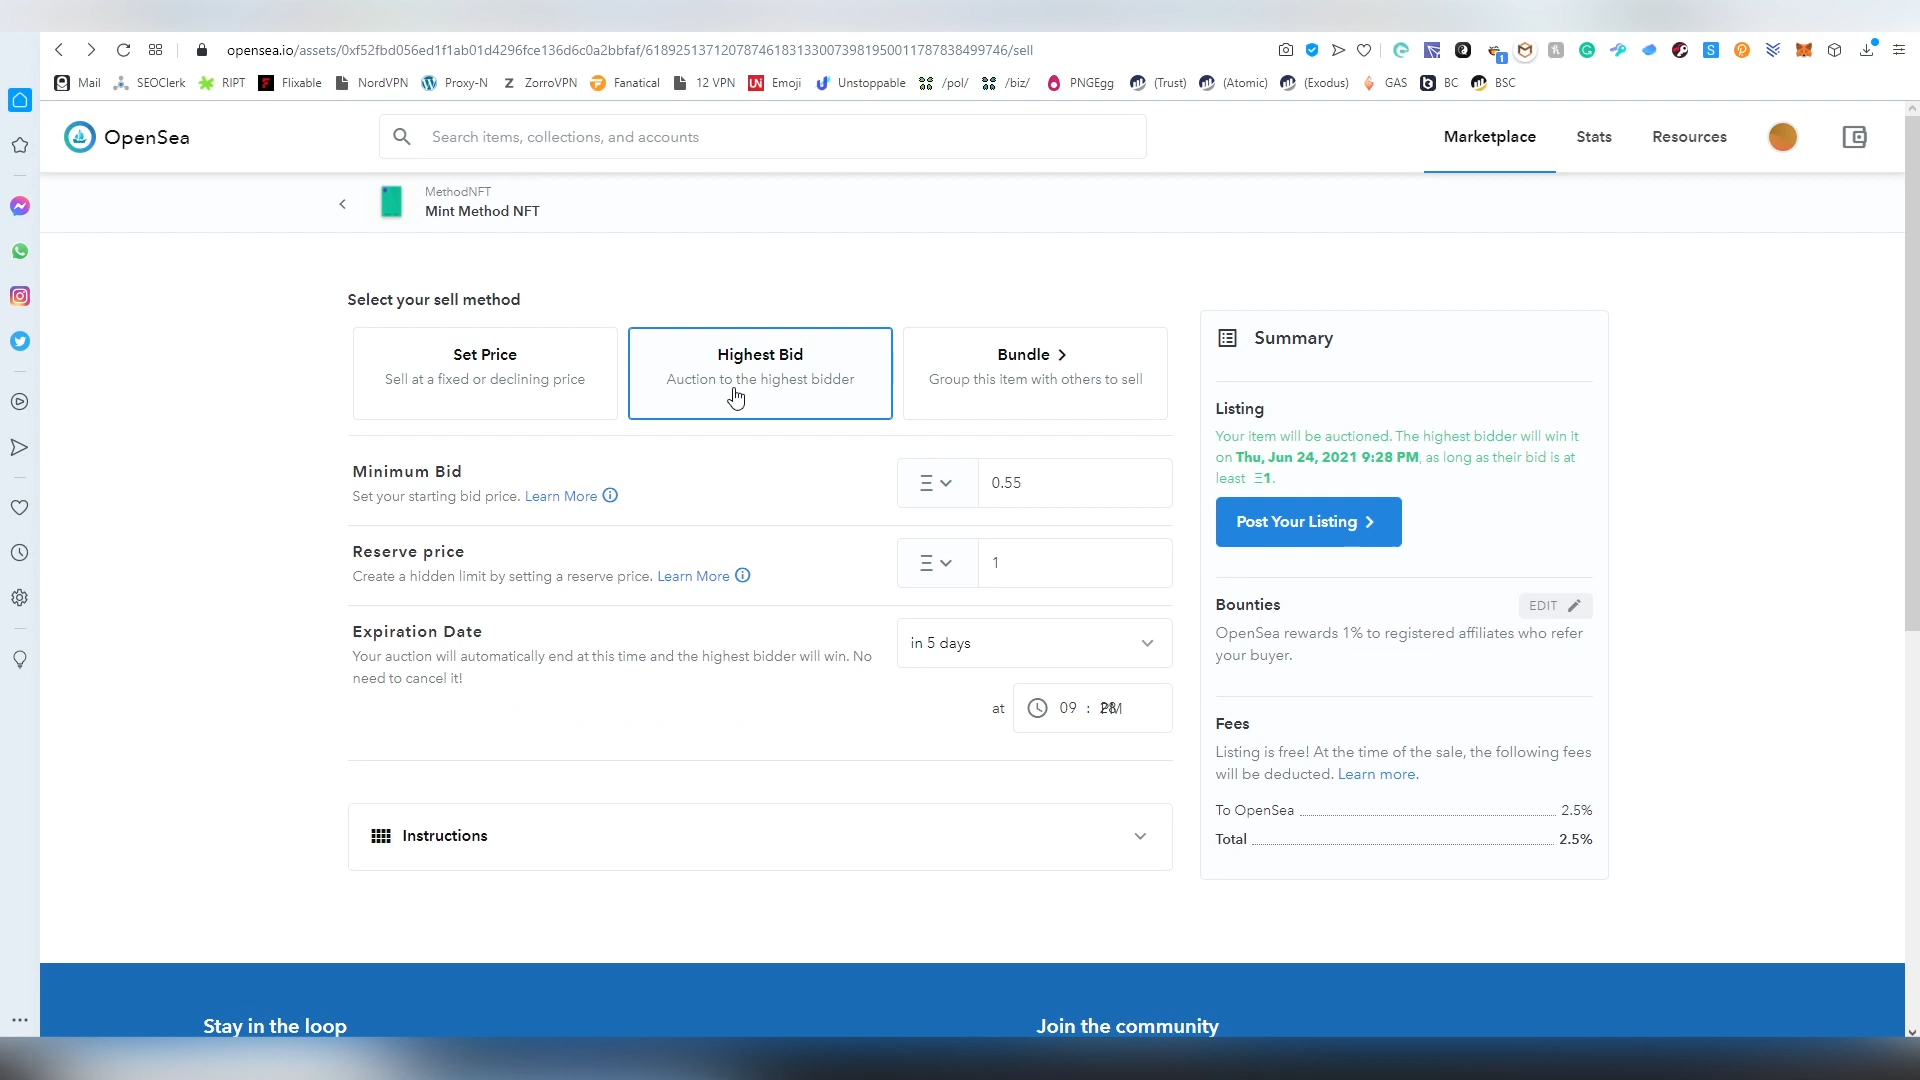 opensea.io/assets/0xf52fbd056ed1f1ab01d4296fce136d6c0a2bbfaf/61892513712078746183133007398195001178783849​9746/sell
Mail SEOClerk RIPT Flixable NordVPN Proxy-N ZorroVPN Fanatical 12 VPN Emoji Unstoppable /pol/ /biz/ PNGEgg (Trust) (Atomic) (Exodus) GAS BC BSC
OpenSea
Search items, collections, and accounts
Marketplace Stats Resources
MethodNFT
Mint Method NFT
Select your sell method
Set Price
Sell at a fixed or declining price
Highest Bid
Auction to the highest bidder
Bundle
Group this item with others to sell
Minimum Bid
Set your starting bid price. Learn More
0.55
Reserve price
Create a hidden limit by setting a reserve price. Learn More
1
Expiration Date
Your auction will automatically end at this time and the highest bidder will win. No
need to cancel it!
in 5 days
at 09 : 28 PM
Instructions
Summary
Listing
Your item will be auctioned. The highest bidder will win it
on Thu, Jun 24, 2021 9:28 PM, as long as their bid is at
least Ξ1.
Post Your Listing
Bounties
EDIT
OpenSea rewards 1% to registered affiliates who refer
your buyer.
Fees
Listing is free! At the time of the sale, the following fees
will be deducted. Learn more.
To OpenSea 2.5%
Total 2.5%
Stay in the loop
Join the community